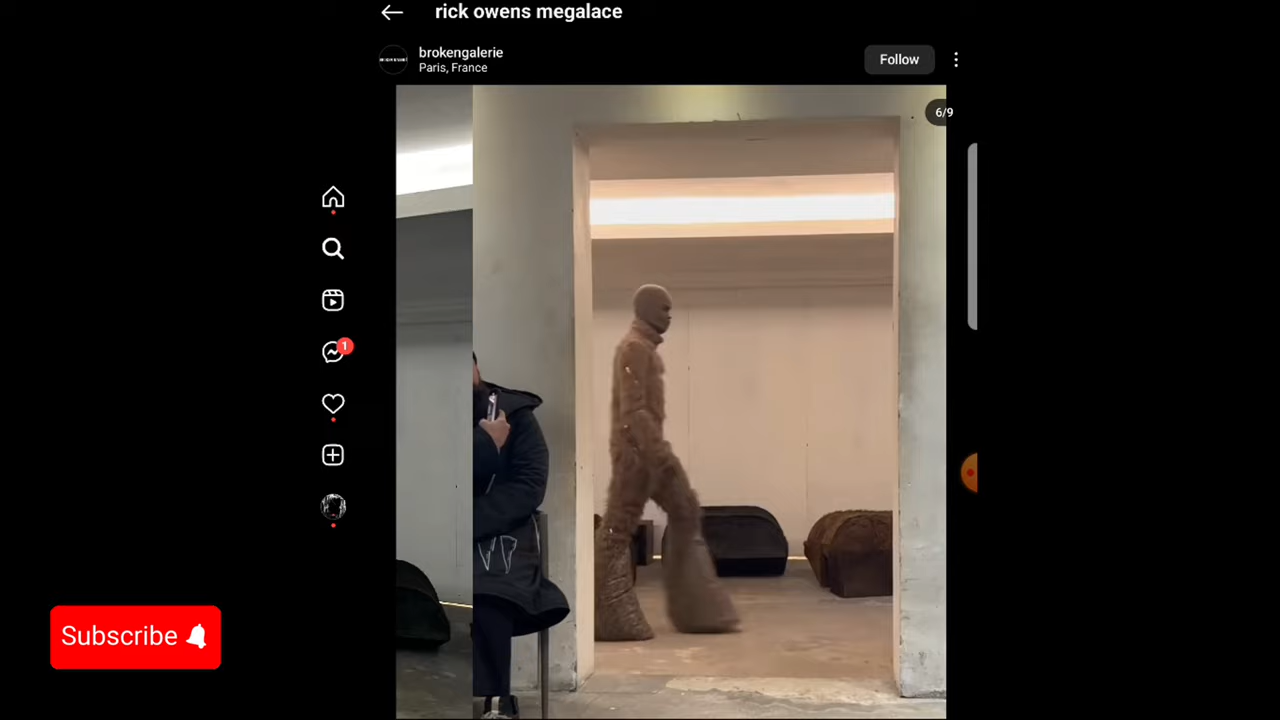 rick owens megalace
brokengalerie
Paris, France
Follow
6/9
1
Subscribe